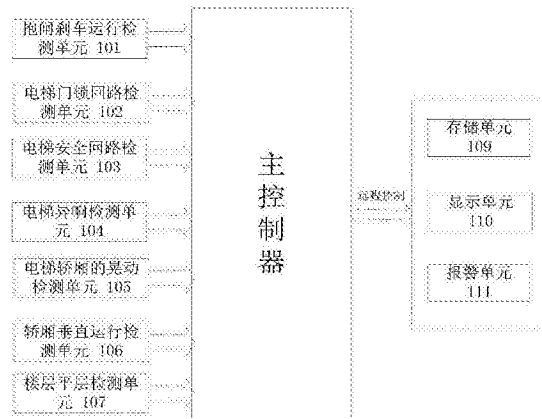 抱闸刹车运行检
测单元 101
电梯门锁回路检
测单元 102
电梯安全回路检
测单元 103
电梯异响检测单
元 104
电梯轿厢的晃动
检测单元 105
轿厢垂直运行检
测单元 106
楼层平层检测单
元 107
主
控
制
器
远程控制
存储单元
109
显示单元
110
报警单元
111